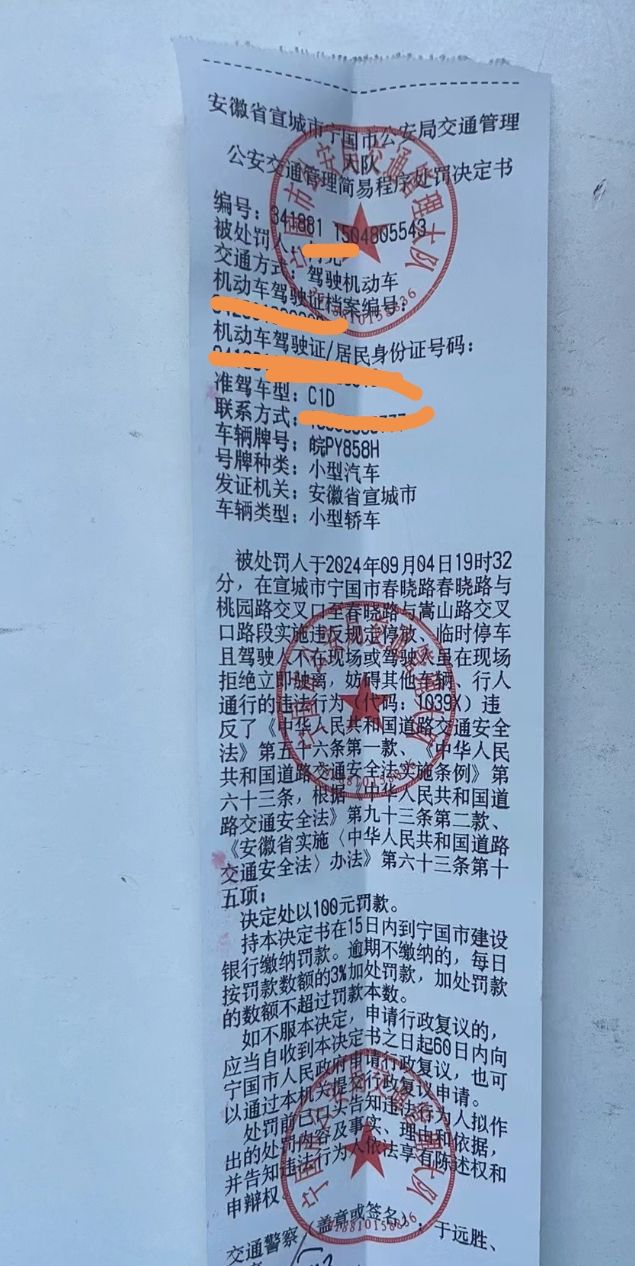 安徽省宣城市宁国市公安局交通管理
大队
公安交通管理简易程序处罚决定书
编号：341881 1504805543
被处罚人：
交通方式：驾驶机动车
机动车驾驶证档案编号：
机动车驾驶证/居民身份证号码：
准驾车型：C1D
联系方式：
车辆牌号：皖PY858H
号牌种类：小型汽车
发证机关：安徽省宣城市
车辆类型：小型轿车
被处罚人于2024年09月04日19时32
分，在宣城市宁国市春晓路春晓路与
桃园路交叉口至春晓路与嵩山路交叉
口路段实施违反规定停放、临时停车
且驾驶人不在现场或驾驶人虽在现场
拒绝立即驶离，妨碍其他车辆、行人
通行的违法行为（代码：1039X）违
反了《中华人民共和国道路交通安全
法》第五十六条第一款、《中华人民
共和国道路交通安全法实施条例》第
六十三条，根据《中华人民共和国道
路交通安全法》第九十三条第二款、
《安徽省实施〈中华人民共和国道路
交通安全法〉办法》第六十三条第十
五项；
决定处以100元罚款。
持本决定书在15日内到宁国市建设
银行缴纳罚款。逾期不缴纳的，每日
按罚款数额的3%加处罚款，加处罚款
的数额不超过罚款本数。
如不服本决定，申请行政复议的，
应当自收到本决定书之日起60日内向
宁国市人民政府申请行政复议，也可
以通过本机关提交行政复议申请。
处罚前已口头告知违法行为人拟作
出的处罚内容及事实、理由和依据，
并告知违法行为人依法享有陈述权和
申辩权。
交通警察（盖章或签名）：于远胜、